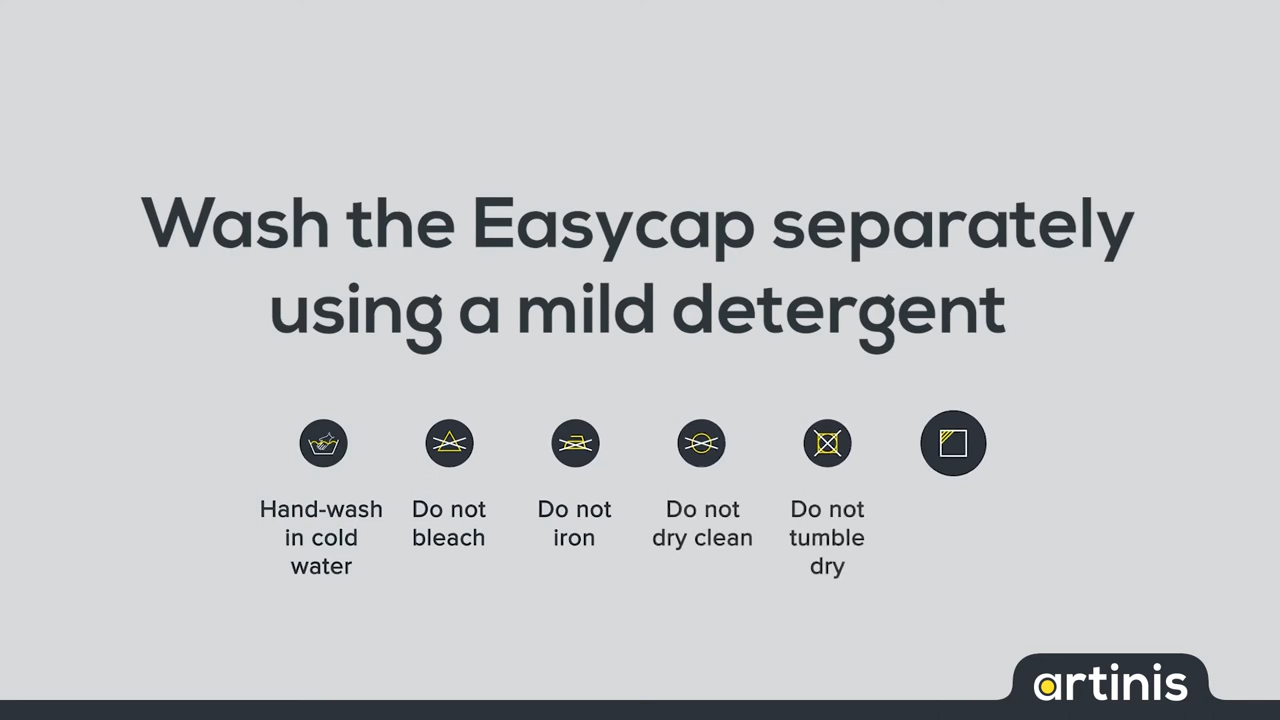 Wash the Easycap separately
using a mild detergent
Hand-wash
in cold
water
Do not
bleach
Do not
iron
Do not
dry clean
Do not
tumble
dry
artinis